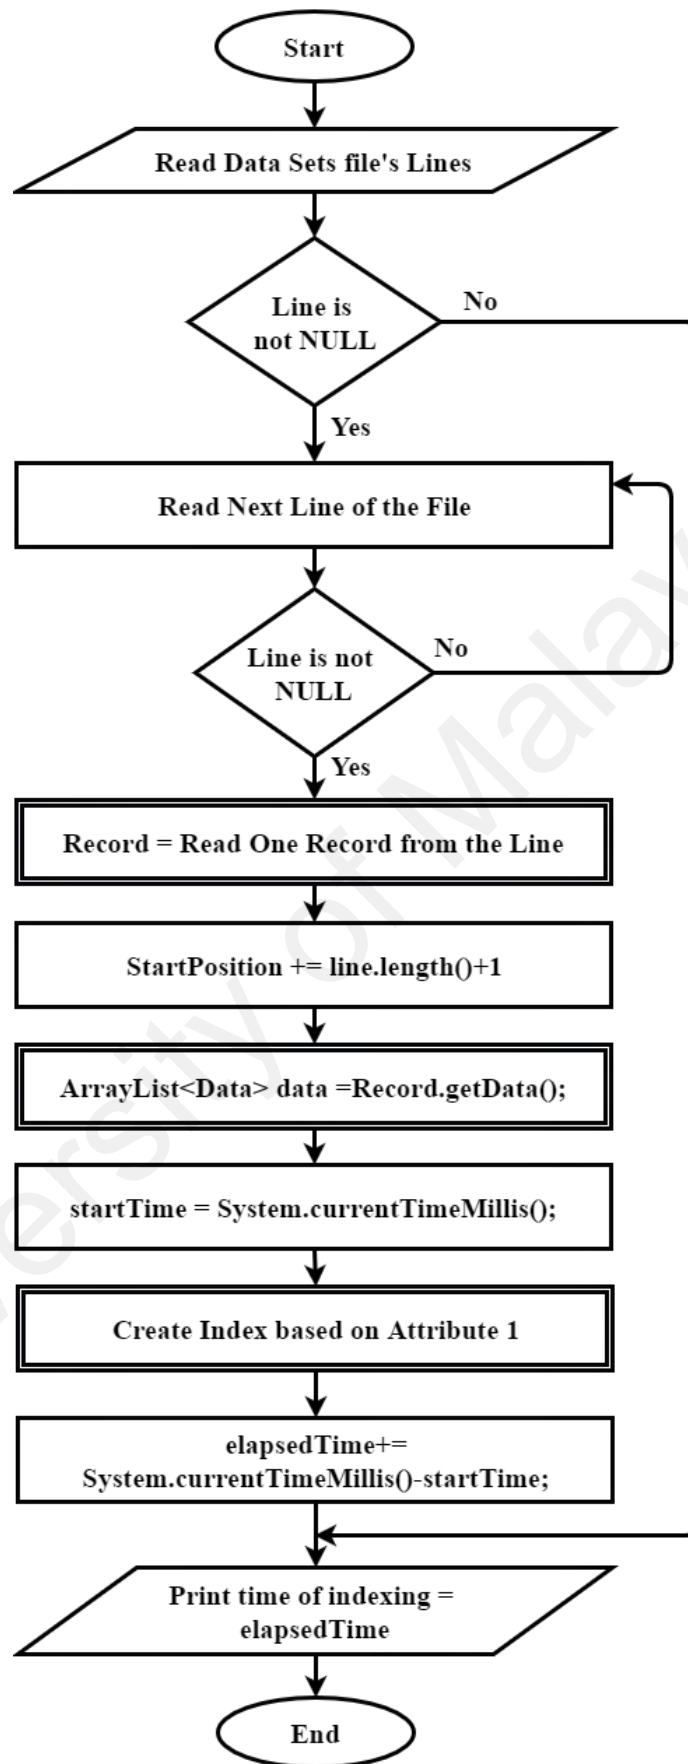 Start
Read Data Sets file's Lines
Line is
not NULL
No
Yes
Read Next Line of the File
Line is not
NULL
No
Yes
Record = Read One Record from the Line
StartPosition += line.length()+1
ArrayList<Data> data =Record.getData();
startTime = System.currentTimeMillis();
Create Index based on Attribute 1
elapsedTime+=
System.currentTimeMillis()-startTime;
Print time of indexing =
elapsedTime
End